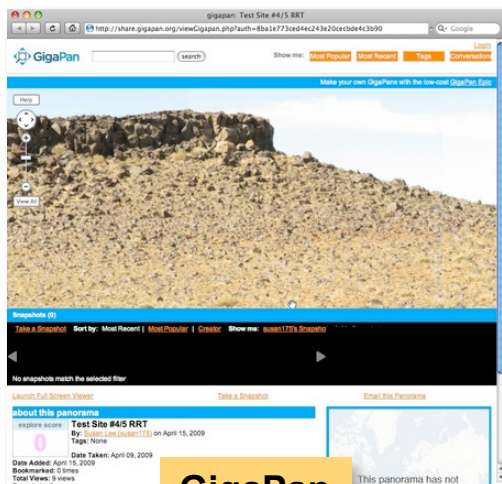 gigapan: Test Site #4/5 RRT
http://share.gigapan.org/viewGigapan.php?auth=8ba1e773ced4ec243e20cecbde4c3b90
Q- Google
Login
GigaPan
search
Show me: Most Popular Most Recent Tags Conversations
Make your own GigaPans with the low-cost GigaPan Epic
Help
View All
Snapshots (0)
Take a Snapshot Sort by: Most Recent | Most Popular | Creator Show me: susan175's Snapsho
No snapshots match the selected filter
Launch Full Screen Viewer Take a Snapshot Email this Panorama
about this panorama
explore score
0
Test Site #4/5 RRT
By: Susan Lee (susan175) on April 15, 2009
Tags: None
Date Taken: April 09, 2009
Date Added: April 15, 2009
Bookmarked: 0 times
Total Views: 9 views
GigaPan
This panorama has not